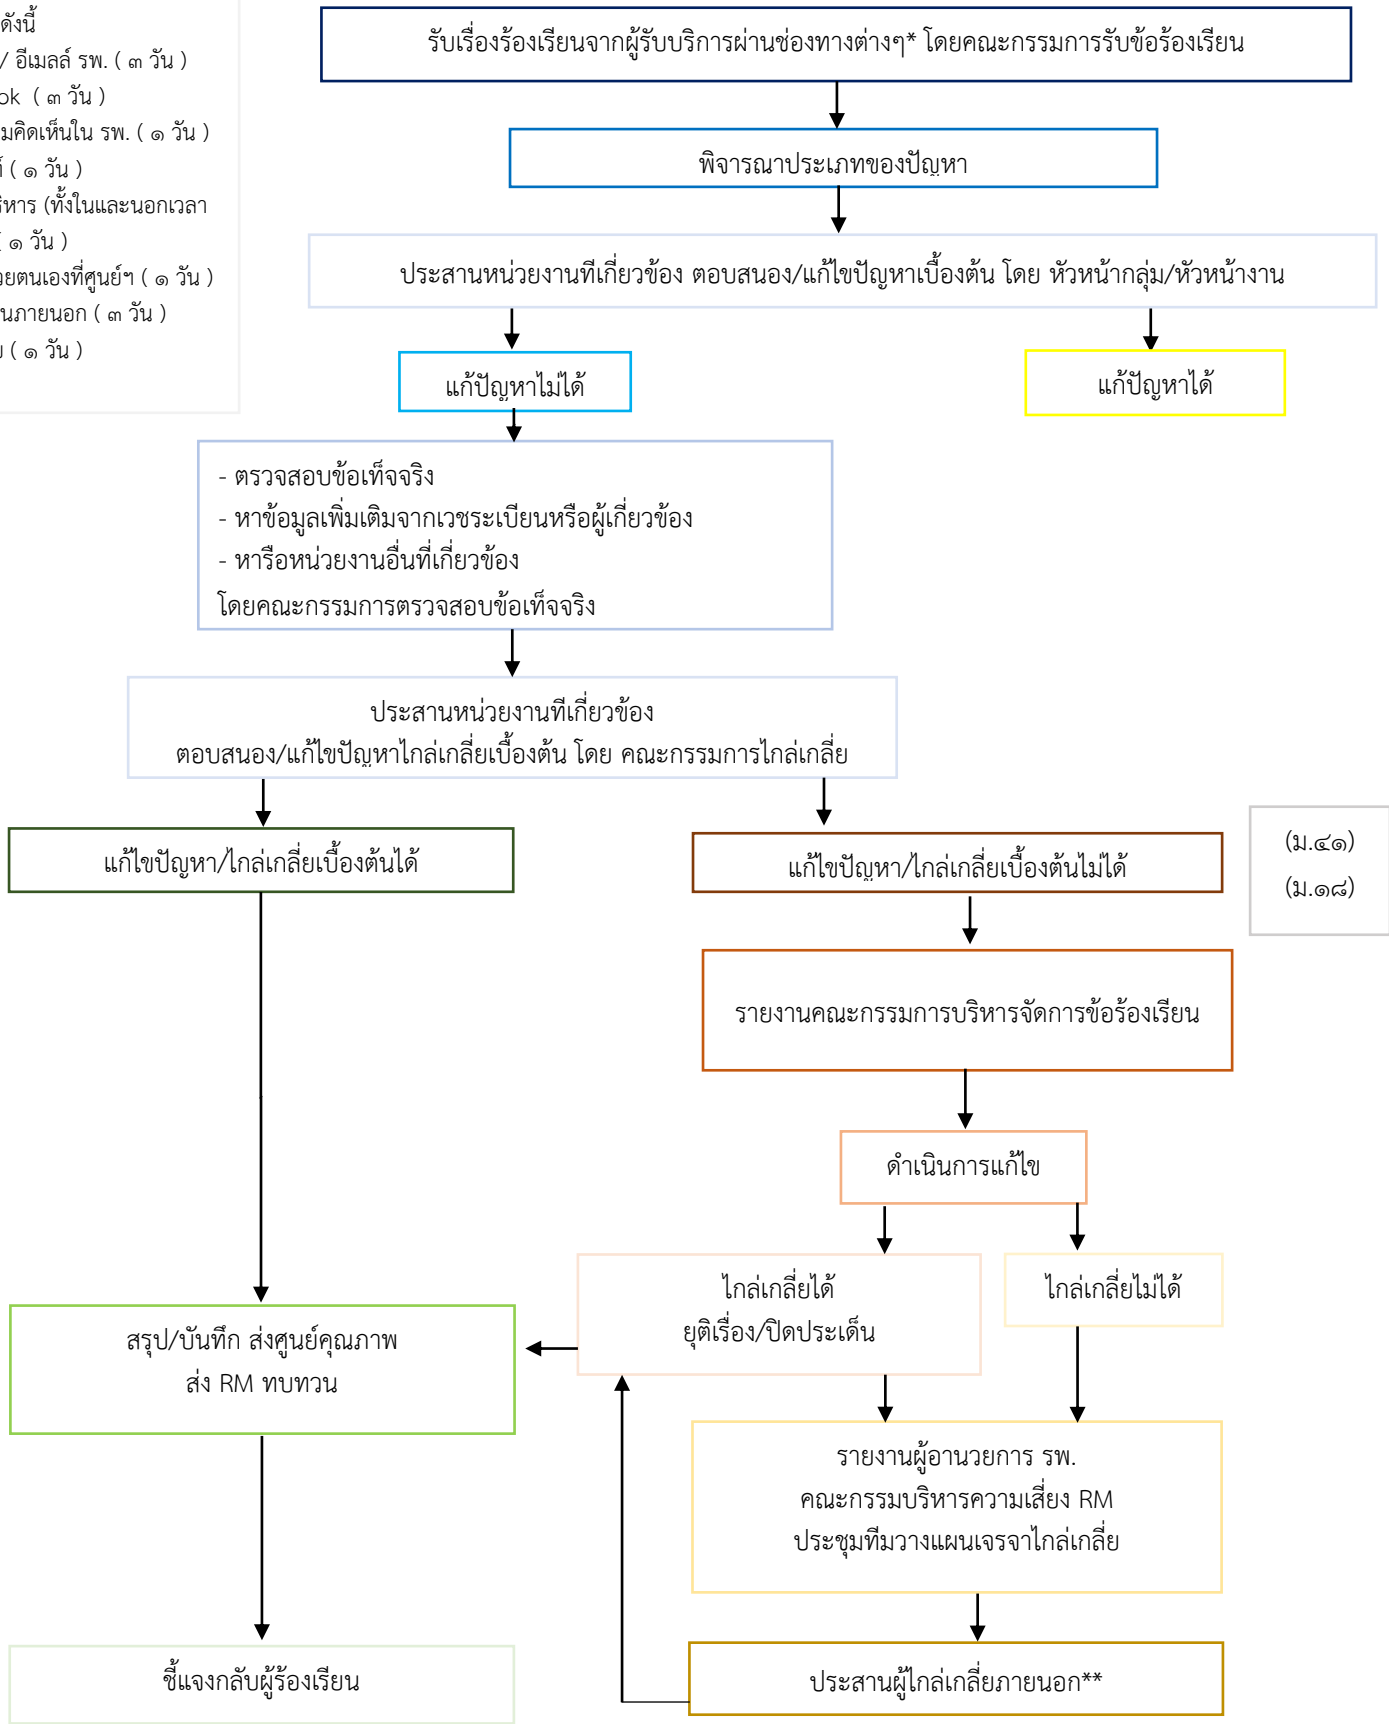 ดังนี้
/ อีเมลล์ รพ. ( ๓ วัน )
ok ( ๓ วัน )
มคิดเห็นใน รพ. ( ๑ วัน )
( ๑ วัน )
ริหาร (ทั้งในและนอกเวลา
( ๑ วัน )
วยตนเองที่ศูนย์ฯ ( ๑ วัน )
นภายนอก ( ๓ วัน )
( ๑ วัน )
รับเรื่องร้องเรียนจากผู้รับบริการผ่านช่องทางต่างๆ* โดยคณะกรรมการรับข้อร้องเรียน
พิจารณาประเภทของปัญหา
ประสานหน่วยงานทีเกี่ยวข้อง ตอบสนอง/แก้ไขปัญหาเบื้องต้น โดย หัวหน้ากลุ่ม/หัวหน้างาน
แก้ปัญหาไม่ได้
แก้ปัญหาได้
- ตรวจสอบข้อเท็จจริง
- หาข้อมูลเพิ่มเติมจากเวชระเบียนหรือผู้เกี่ยวข้อง
- หารือหน่วยงานอื่นที่เกี่ยวข้อง
โดยคณะกรรมการตรวจสอบข้อเท็จจริง
ประสานหน่วยงานทีเกี่ยวข้อง
ตอบสนอง/แก้ไขปัญหาไกล่เกลี่ยเบื้องต้น โดย คณะกรรมการไกล่เกลี่ย
แก้ไขปัญหา/ไกล่เกลี่ยเบื้องต้นได้
แก้ไขปัญหา/ไกล่เกลี่ยเบื้องต้นไม่ได้
(ม.๔๑)
(ม.๑๘)
รายงานคณะกรรมการบริหารจัดการข้อร้องเรียน
ดำเนินการแก้ไข
ไกล่เกลี่ยได้
ยุติเรื่อง/ปิดประเด็น
ไกล่เกลี่ยไม่ได้
สรุป/บันทึก ส่งศูนย์คุณภาพ
ส่ง RM ทบทวน
รายงานผู้อานวยการ รพ.
คณะกรรมบริหารความเสี่ยง RM
ประชุมทีมวางแผนเจรจาไกล่เกลี่ย
ชี้แจงกลับผู้ร้องเรียน
ประสานผู้ไกล่เกลี่ยภายนอก**